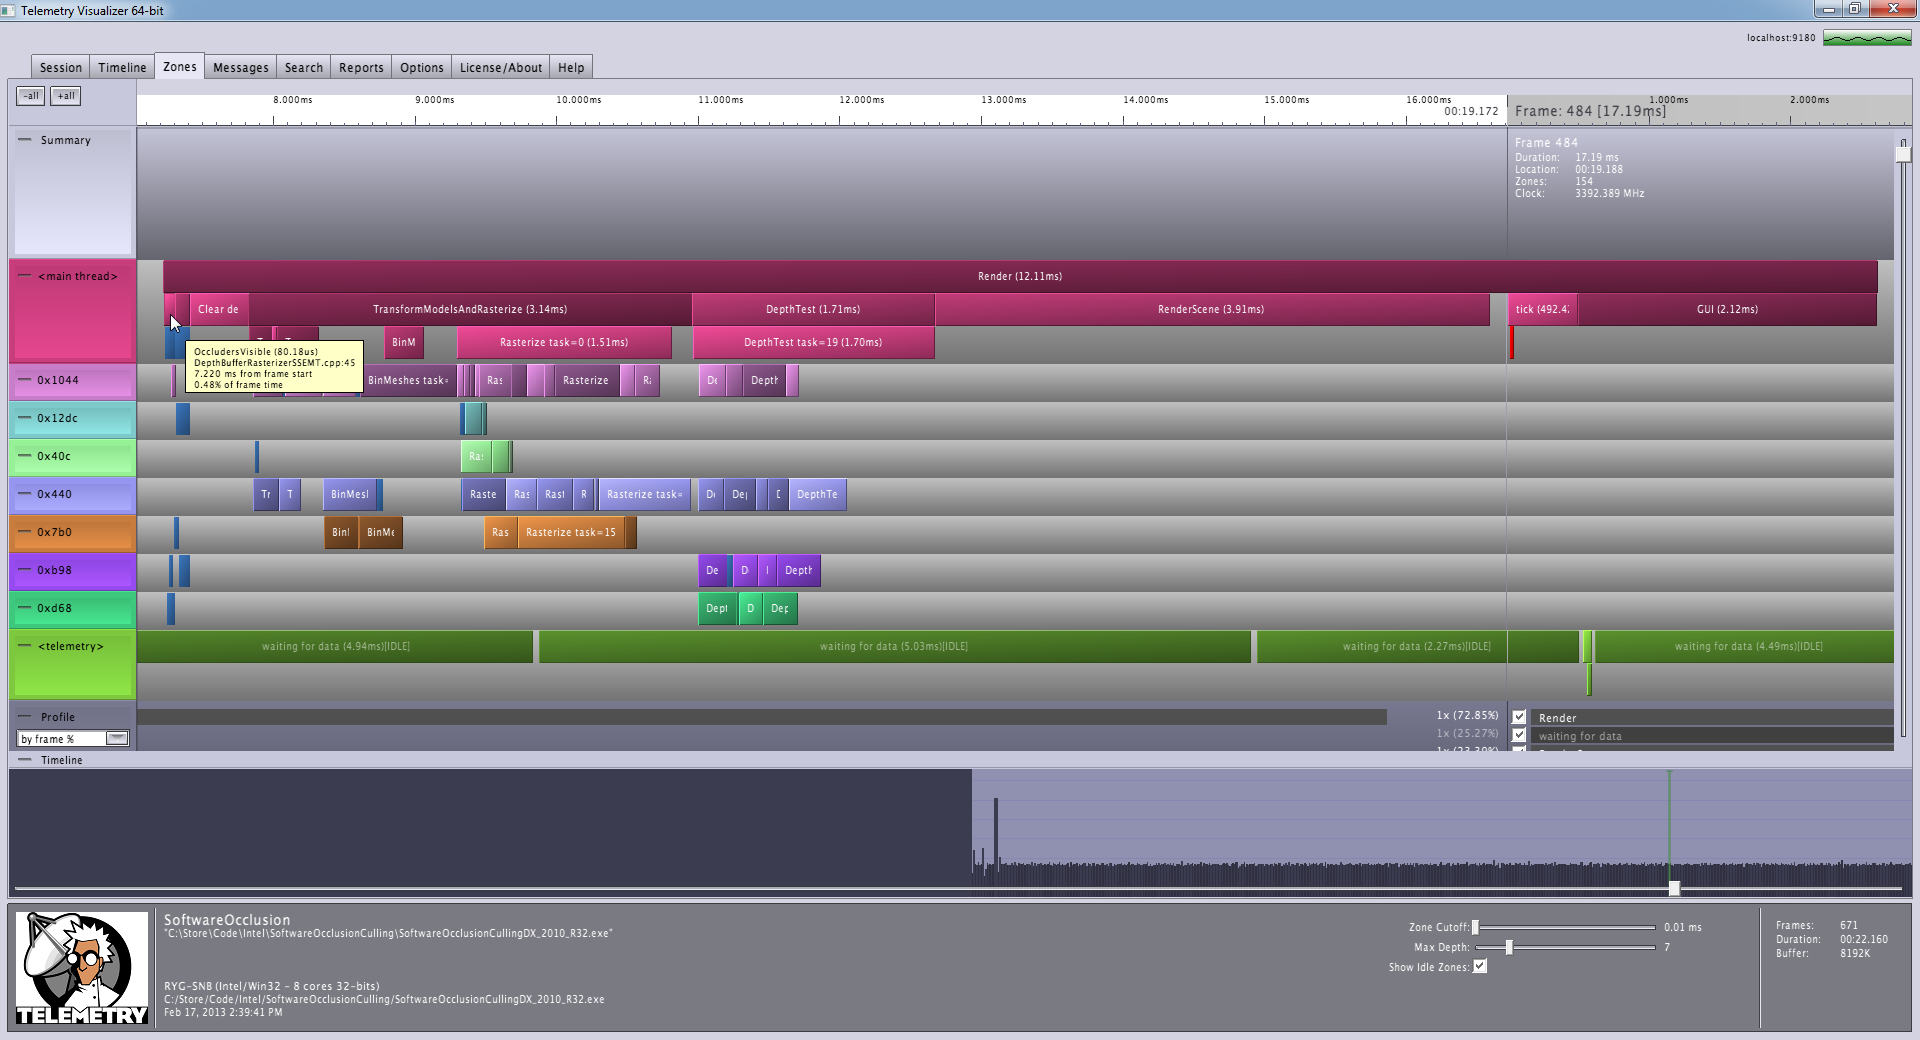 Telemetry Visualizer 64-bit
localhost:9180
Session Timeline Zones Messages Search Reports Options License/About Help
-all +all
8.000ms 9.000ms 10.000ms 11.000ms 12.000ms 13.000ms 14.000ms 15.000ms 16.000ms 1.000ms 2.000ms
00:19.172 Frame: 484 [17.19ms]
Summary
Frame 484
Duration: 17.19 ms
Location: 00:19.188
Zones: 154
Clock: 3392.389 MHz
<main thread>
Render (12.11ms)
Clear de TransformModelsAndRasterize (3.14ms) DepthTest (1.71ms) RenderScene (3.91ms) tick (492.4 GUI (2.12ms)
BinM Rasterize task=0 (1.51ms) DepthTest task=19 (1.70ms)
OccludersVisible (80.18us)
DepthBufferRasterizerSSEMT.cpp:45
7.220 ms from frame start
0.48% of frame time
0x1044 BinMeshes task= Ras Rasterize Ra De Depth
0x12dc
0x40c Ras
0x440 Tr T BinMesl Raste Ras Rast R Rasterize task= D Dep D DepthTe
0x7b0 Binl BinMe Ras Rasterize task=15
0xb98 De D Depth
0xd68 Dept D Dep
<telemetry> waiting for data (4.94ms)[IDLE] waiting for data (5.03ms)[IDLE] waiting for data (2.27ms)[IDLE] waiting for data (4.49ms)[IDLE]
Profile 1x (72.85%) Render
by frame % 1x (25.27%) waiting for data
Timeline
SoftwareOcclusion
"C:\Store\Code\Intel\SoftwareOcclusionCulling\SoftwareOcclusionCullingDX_2010_R32.exe"
RYG-SNB (Intel/Win32 - 8 cores 32-bits)
C:/Store/Code/Intel/SoftwareOcclusionCulling/SoftwareOcclusionCullingDX_2010_R32.exe
Feb 17, 2013 2:39:41 PM
TELEMETRY
Zone Cutoff: 0.01 ms
Max Depth: 7
Show Idle Zones:
Frames: 671
Duration: 00:22.160
Buffer: 8192K